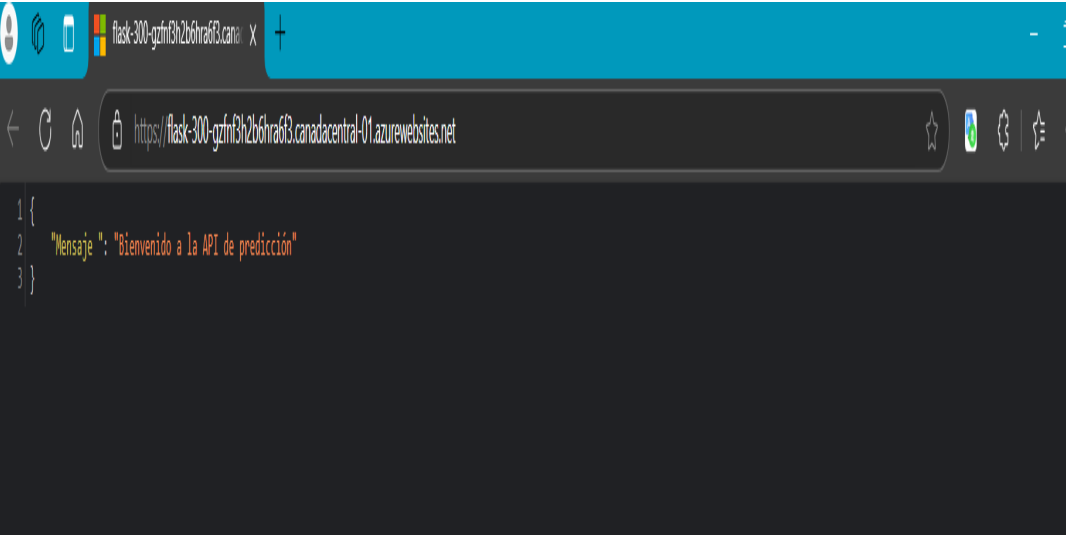 flask-300-gzfnf3h2b6hra6f3.cana
https://flask-300-gzfnf3h2b6hra6f3.canadacentral-01.azurewebsites.net
1 {
2 "Mensaje ": "Bienvenido a la API de predicción"
3 }